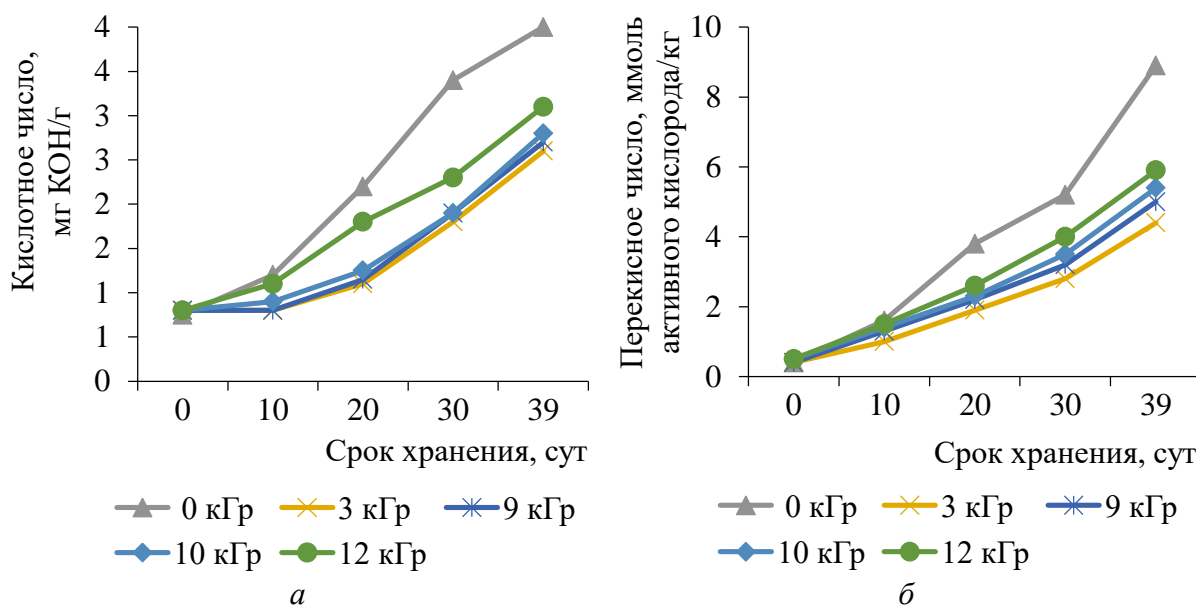 Кислотное число,
мг KOH/г
4
4
3
3
2
2
1
1
0
0 10 20 30 39
Срок хранения, сут
0 кГр 3 кГр 9 кГр
10 кГр 12 кГр
а
Перекисное число, ммоль
активного кислорода/кг
10
8
6
4
2
0
0 10 20 30 39
Срок хранения, сут
0 кГр 3 кГр 9 кГр
10 кГр 12 кГр
б